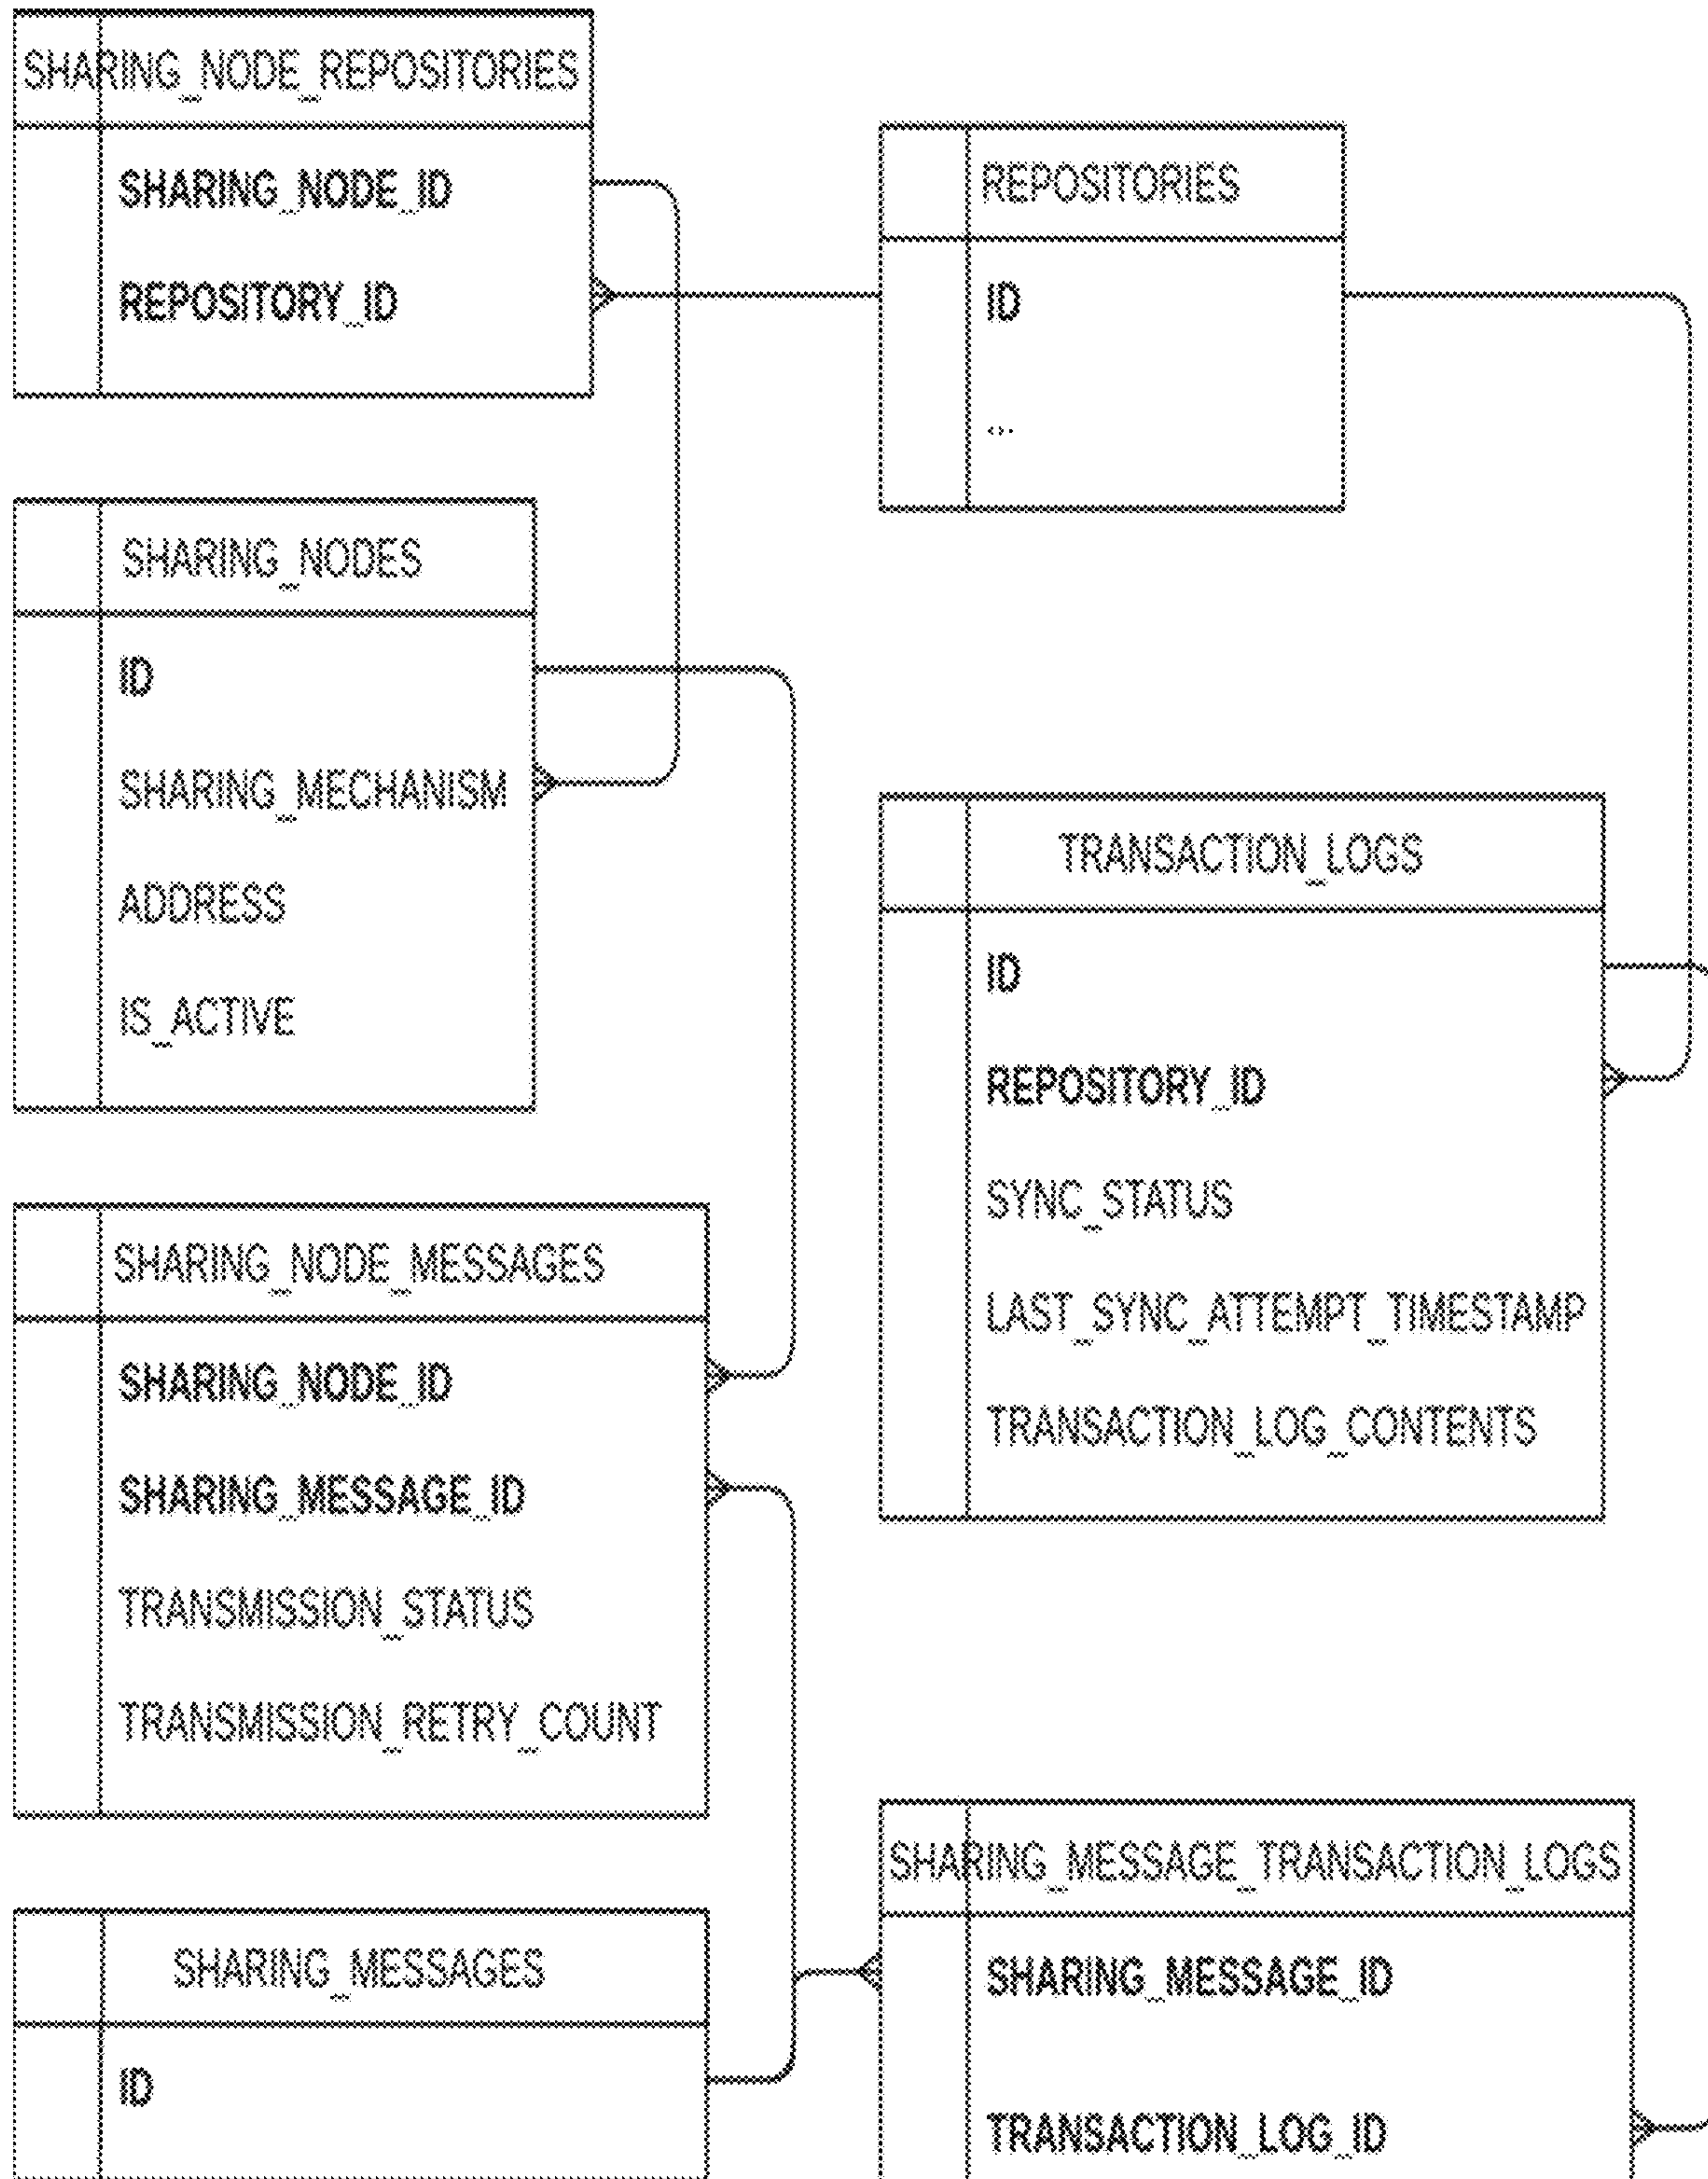 SHARING_NODE_REPOSITORIES
SHARING_NODE_ID
REPOSITORY_ID
REPOSITORIES
ID
...
SHARING_NODES
ID
SHARING_MECHANISM
ADDRESS
IS_ACTIVE
TRANSACTION_LOGS
ID
REPOSITORY_ID
SYNC_STATUS
LAST_SYNC_ATTEMPT_TIMESTAMP
TRANSACTION_LOG_CONTENTS
SHARING_NODE_MESSAGES
SHARING_NODE_ID
SHARING_MESSAGE_ID
TRANSMISSION_STATUS
TRANSMISSION_RETRY_COUNT
SHARING_MESSAGES
ID
SHARING_MESSAGE_TRANSACTION_LOGS
SHARING_MESSAGE_ID
TRANSACTION_LOG_ID